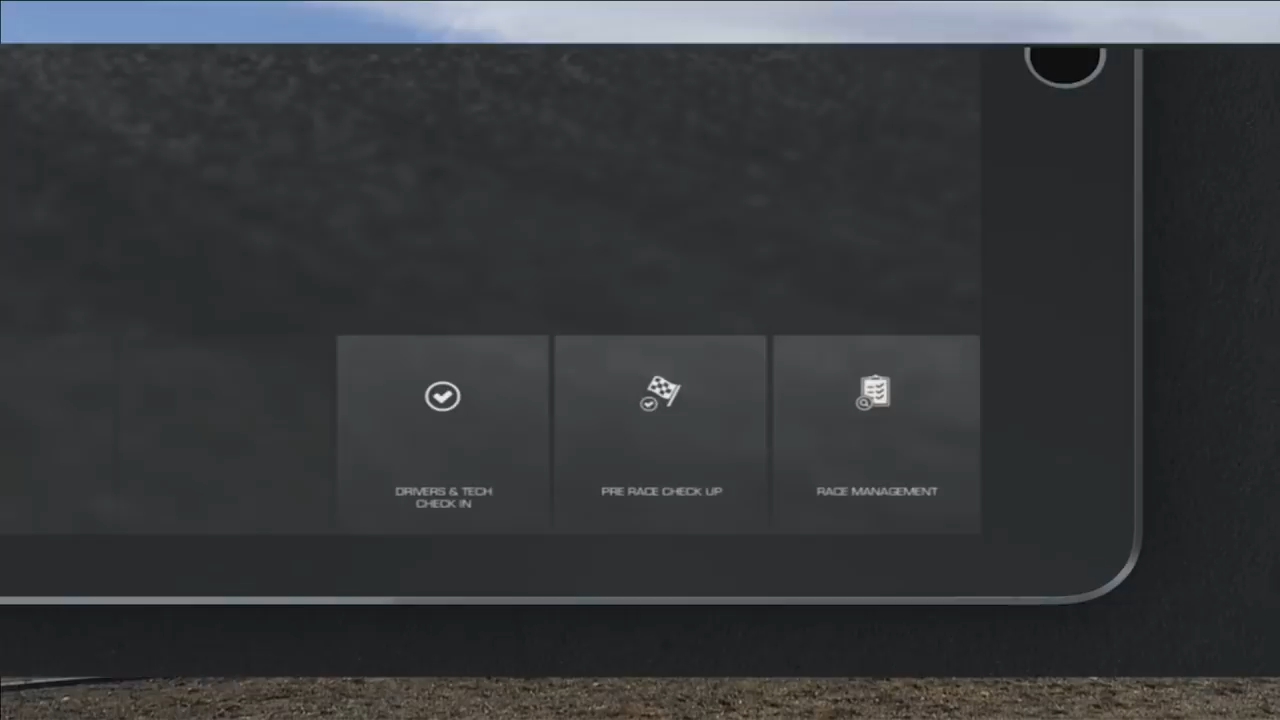 DRIVERS & TECH
CHECK IN
PRE RACE CHECK UP
RACE MANAGEMENT